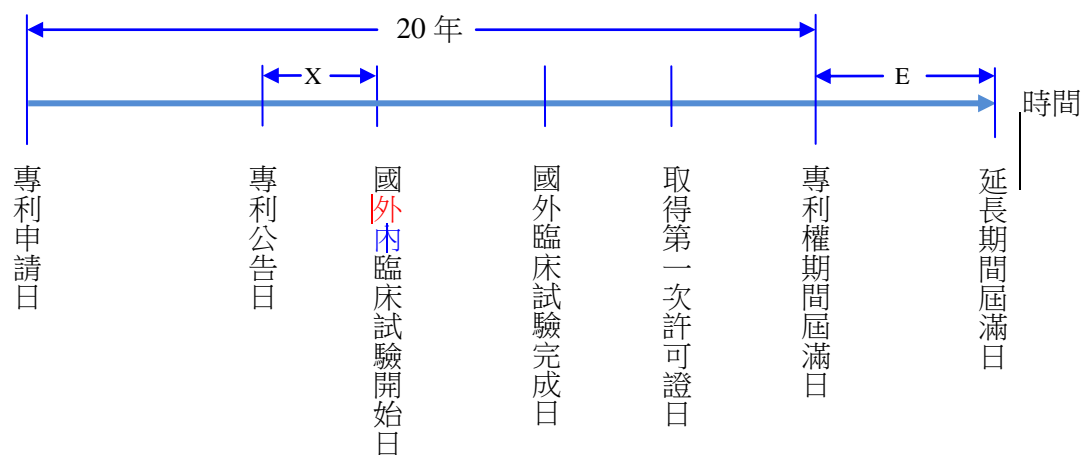 20 年
X
E
時間
專利申請日
專利公告日
國外內臨床試驗開始日
國外臨床試驗完成日
取得第一次許可證日
專利權期間屆滿日
延長期間屆滿日